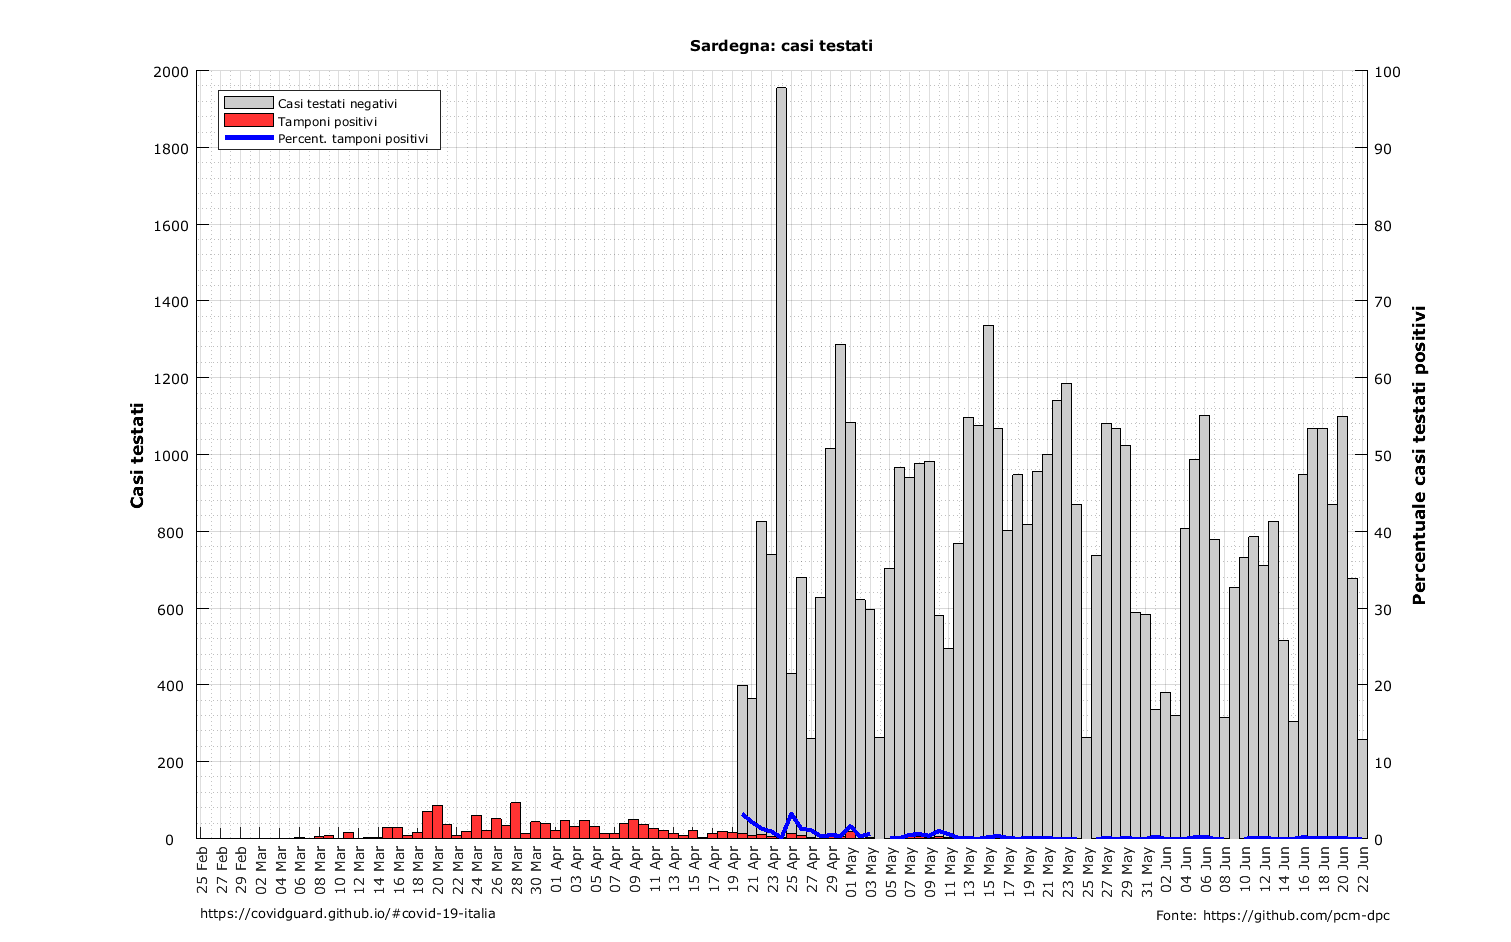 Sardegna: casi testati
2000
1800
1600
1400
1200
1000
800
600
400
200
0
Casi testati
Casi testati negativi
Tamponi positivi
Percent. tamponi positivi
100
90
80
70
60
50
40
30
20
10
0
Percentuale casi testati positivi
25 Feb
27 Feb
29 Feb
02 Mar
04 Mar
06 Mar
08 Mar
10 Mar
12 Mar
14 Mar
16 Mar
18 Mar
20 Mar
22 Mar
24 Mar
26 Mar
28 Mar
30 Mar
01 Apr
03 Apr
05 Apr
07 Apr
09 Apr
11 Apr
13 Apr
15 Apr
17 Apr
19 Apr
21 Apr
23 Apr
25 Apr
27 Apr
29 Apr
01 May
03 May
05 May
07 May
09 May
11 May
13 May
15 May
17 May
19 May
21 May
23 May
25 May
27 May
29 May
31 May
02 Jun
04 Jun
06 Jun
08 Jun
10 Jun
12 Jun
14 Jun
16 Jun
18 Jun
20 Jun
22 Jun
https://covidguard.github.io/#covid-19-italia
Fonte: https://github.com/pcm-dpc